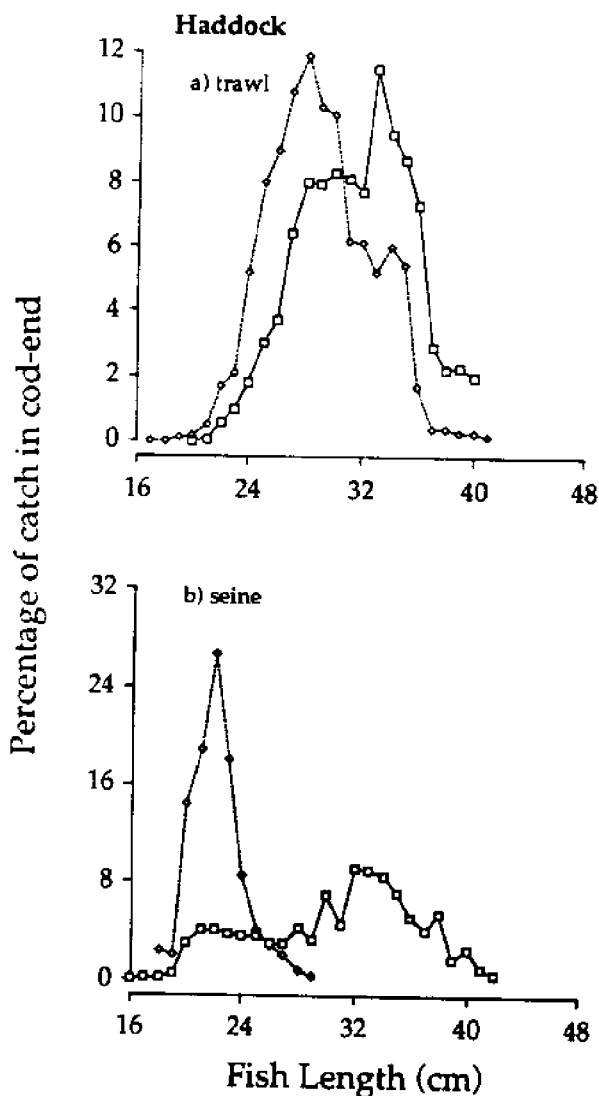 Haddock
a) trawl
12
10
8
6
4
2
0
16 24 32 40 48
b) seine
32
24
16
8
0
16 24 32 40 48
Percentage of catch in cod-end
Fish Length (cm)